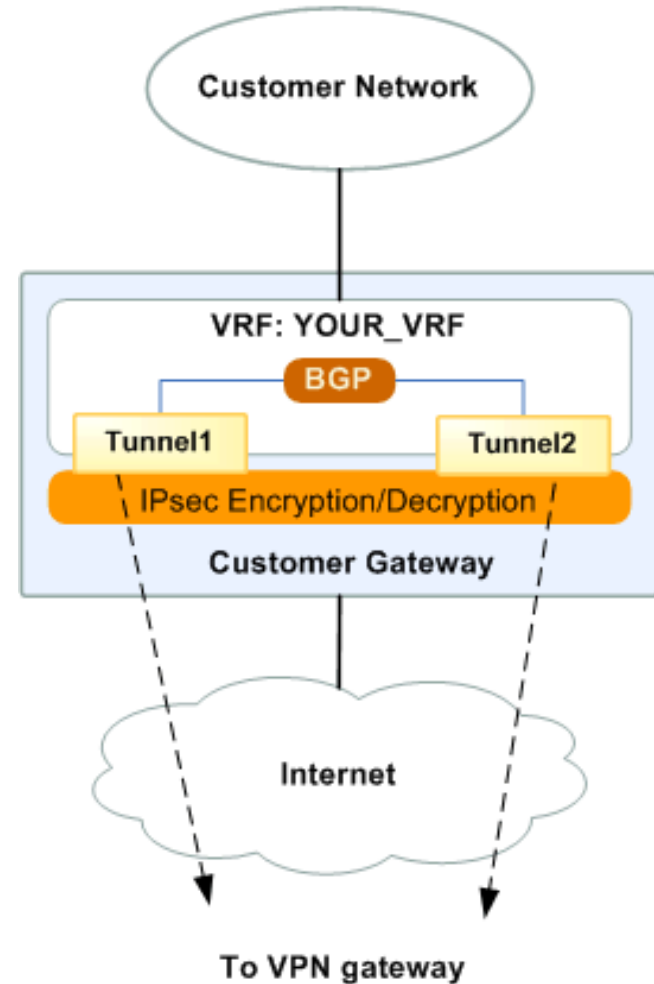 Customer Network
VRF: YOUR_VRF
BGP
Tunnel1
Tunnel2
IPsec Encryption/Decryption
Customer Gateway
Internet
To VPN gateway